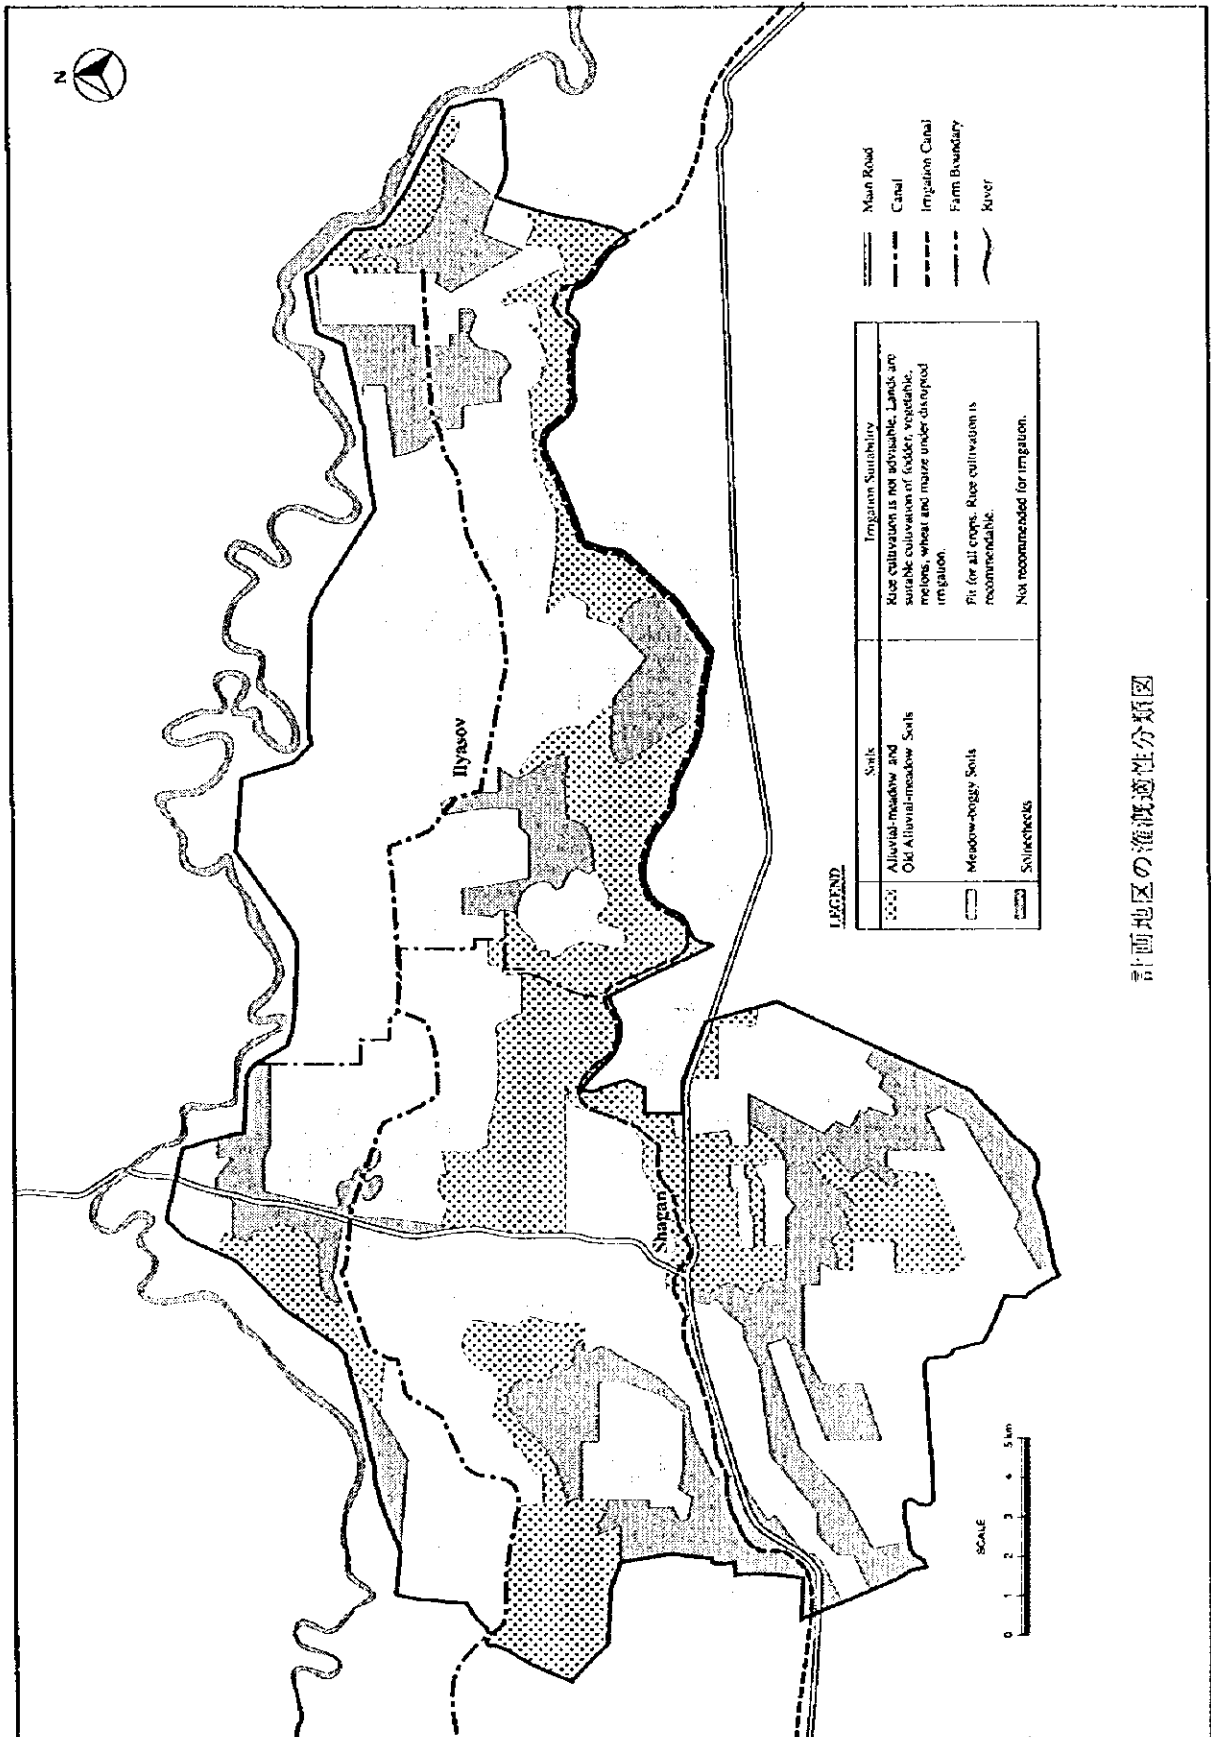 N
Ilyasov
Shagan
LEGEND
Soils
Irrigation Suitability
Alluvial-meadow and
Old Alluvial-meadow Soils
Rice cultivation is not advisable. Lands are
suitable cultivation of fodder, vegetable,
melons, wheat and maize under disrupted
irrigation.
Meadow-boggy Soils
Fit for all crops. Rice cultivation is
recommendable.
Solnechecks
Not recommended for irrigation.
Main Road
Canal
Irrigation Canal
Farm Boundary
River
SCALE
0 1 2 3 4 5 km
計画地区の灌漑適性分類図